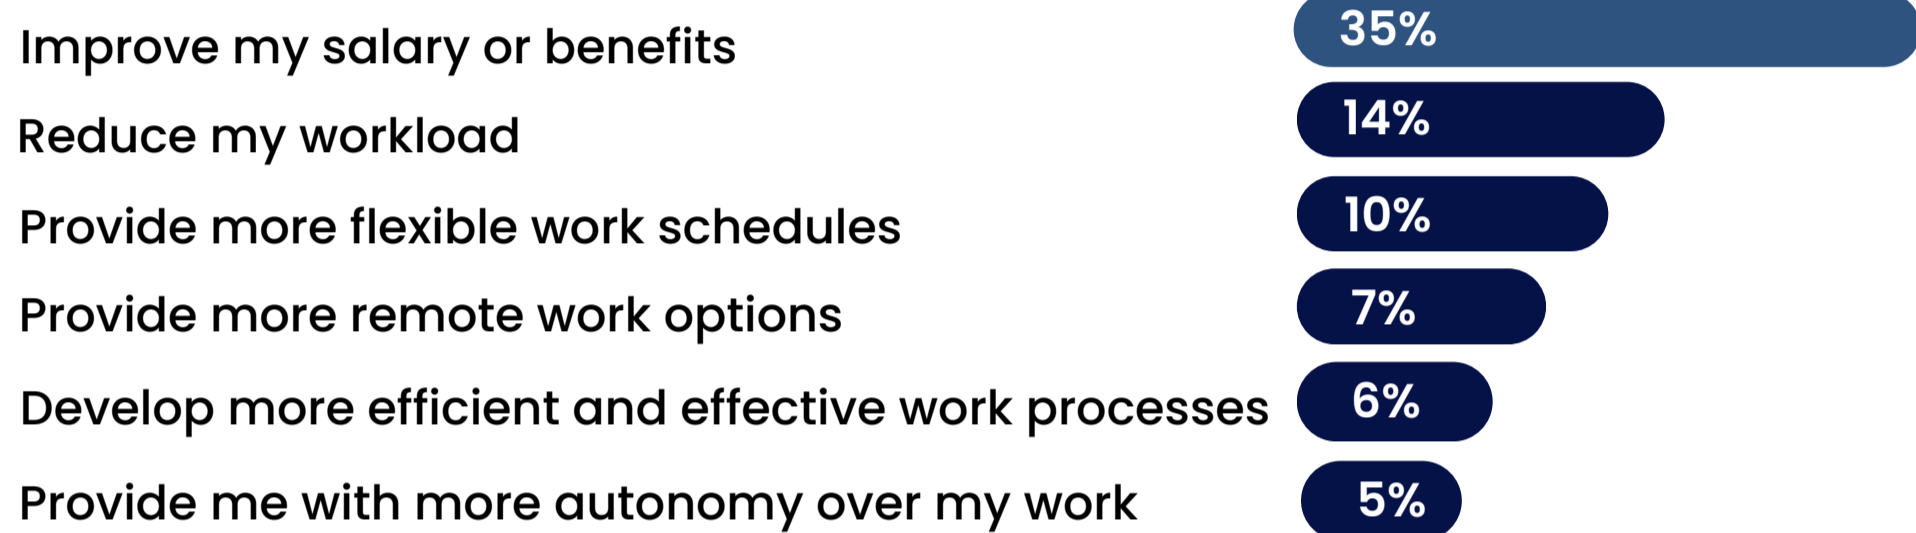 Improve my salary or benefits 35%
Reduce my workload 14%
Provide more flexible work schedules 10%
Provide more remote work options 7%
Develop more efficient and effective work processes 6%
Provide me with more autonomy over my work 5%